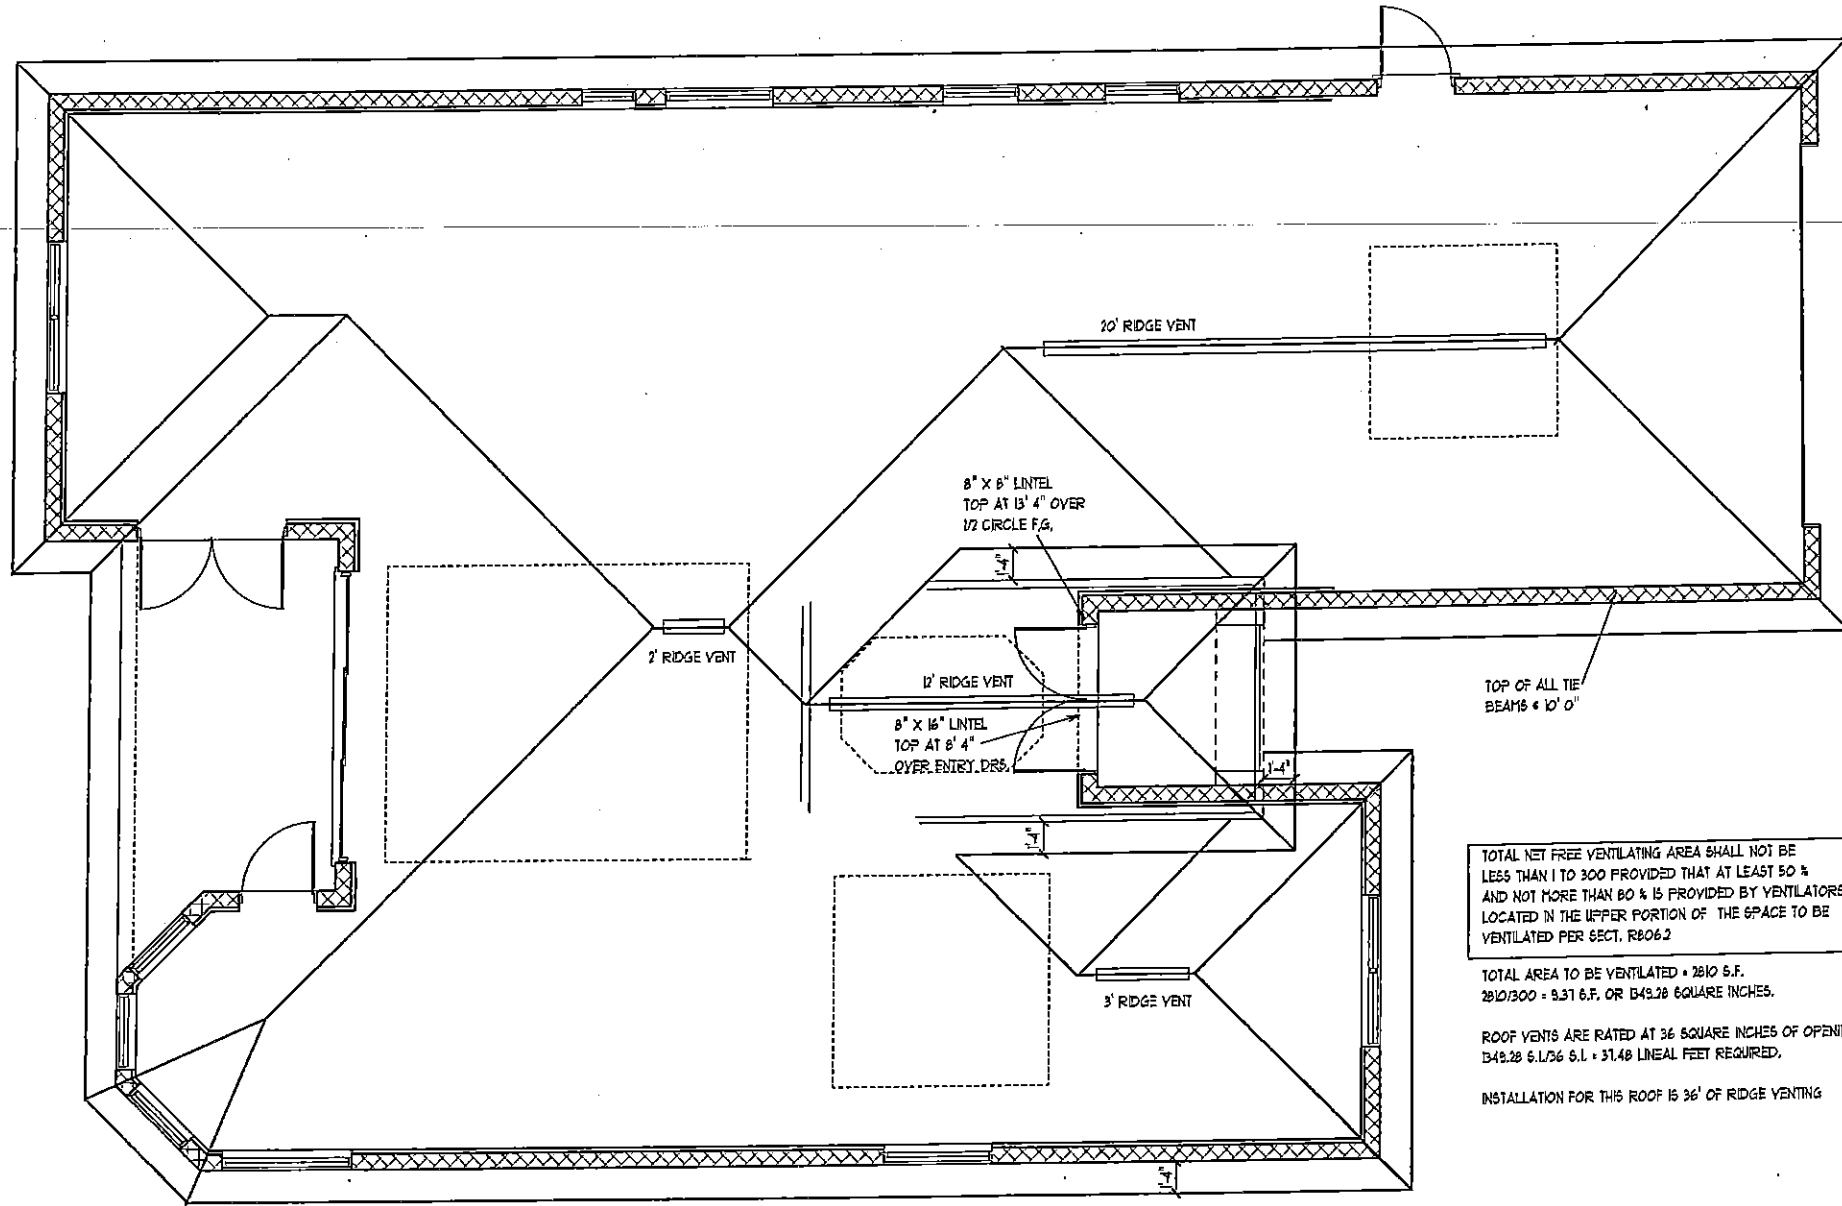 20' RIDGE VENT
8" X 8" LINTEL
TOP AT 13' 4" OVER
1/2 CIRCLE F.G.
1'-4"
2' RIDGE VENT
12' RIDGE VENT
8" X 16" LINTEL
TOP AT 8' 4"
OVER ENTRY DRS.
TOP OF ALL TIE
BEAMS @ 10' 0"
1'-4"
1'-4"
3' RIDGE VENT
1'-4"
TOTAL NET FREE VENTILATING AREA SHALL NOT BE
LESS THAN 1 TO 300 PROVIDED THAT AT LEAST 50 %
AND NOT MORE THAN 80 % IS PROVIDED BY VENTILATORS
LOCATED IN THE UPPER PORTION OF THE SPACE TO BE
VENTILATED PER SECT. R806.2
TOTAL AREA TO BE VENTILATED = 2810 S.F.
2810/300 = 9.37 S.F. OR 1349.28 SQUARE INCHES.
ROOF VENTS ARE RATED AT 36 SQUARE INCHES OF
1349.28 S.I./36 S.I. = 37.48 LINEAL FEET REQUIRED.
INSTALLATION FOR THIS ROOF IS 36' OF RIDGE VENTING